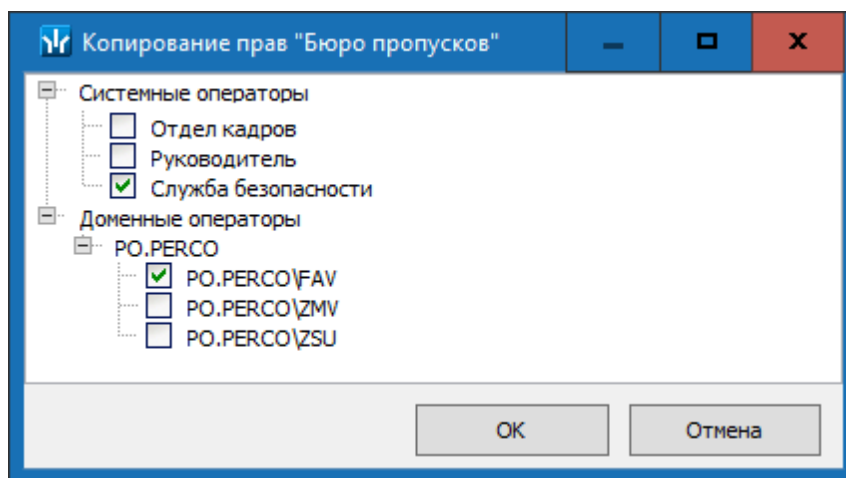 Копирование прав "Бюро пропусков"
Системные операторы
Отдел кадров
Руководитель
Служба безопасности
Доменные операторы
PO.PERCO
PO.PERCO\FAV
PO.PERCO\ZMV
PO.PERCO\ZSU
ОК Отмена